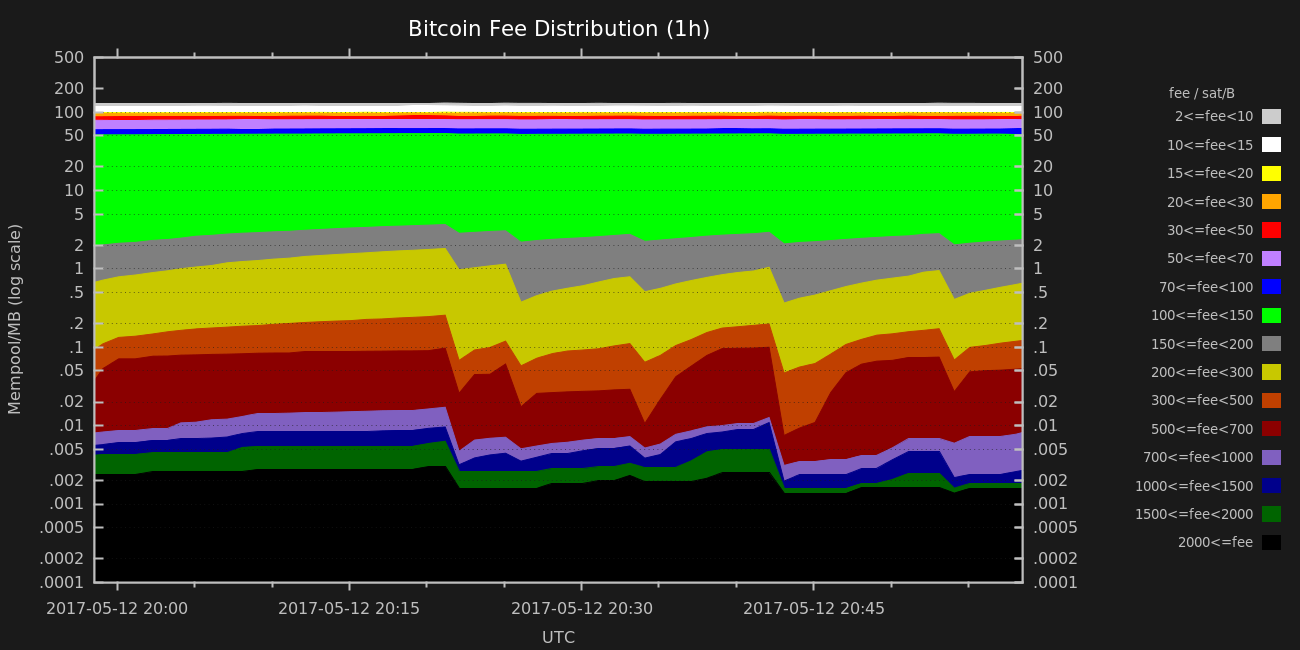 Bitcoin Fee Distribution (1h)
Mempool/MB (log scale)
500
200
100
50
20
10
5
2
1
.5
.2
.1
.05
.02
.01
.005
.002
.001
.0005
.0002
.0001
500
200
100
50
20
10
5
2
1
.5
.2
.1
.05
.02
.01
.005
.002
.001
.0005
.0002
.0001
2017-05-12 20:00
2017-05-12 20:15
2017-05-12 20:30
2017-05-12 20:45
UTC
fee / sat/B
2<=fee<10
10<=fee<15
15<=fee<20
20<=fee<30
30<=fee<50
50<=fee<70
70<=fee<100
100<=fee<150
150<=fee<200
200<=fee<300
300<=fee<500
500<=fee<700
700<=fee<1000
1000<=fee<1500
1500<=fee<2000
2000<=fee